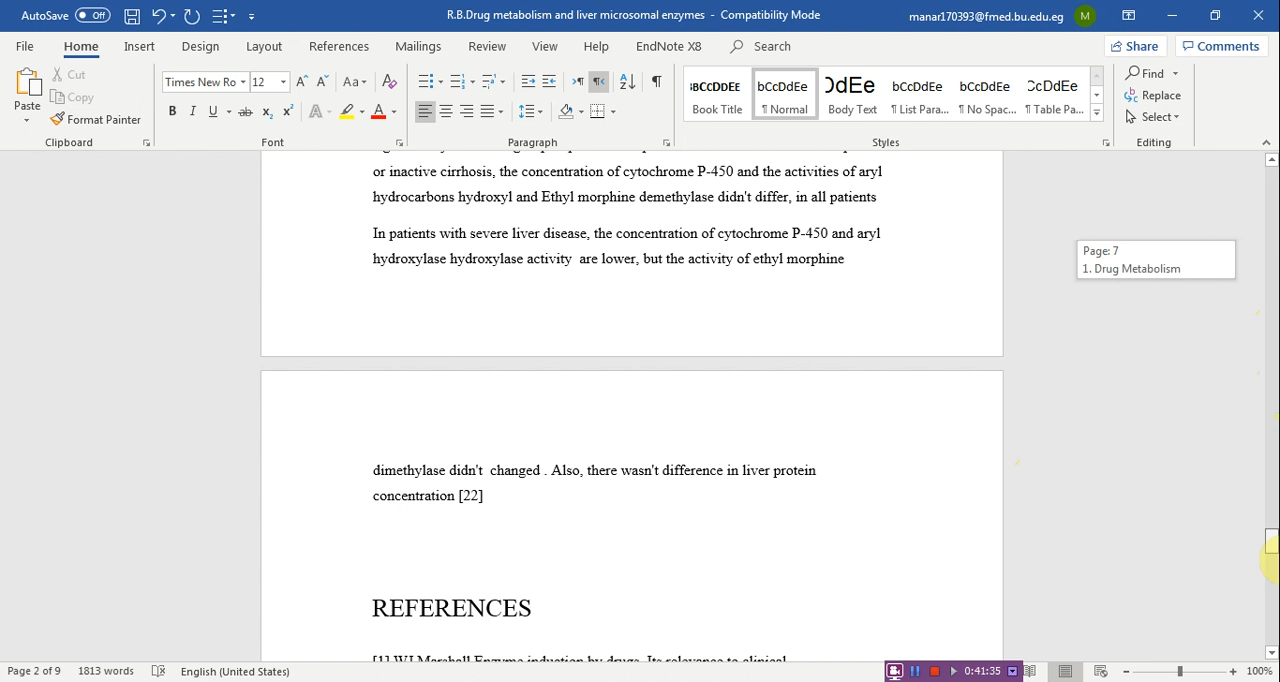 AutoSave Off
R.B.Drug metabolism and liver microsomal enzymes - Compatibility Mode
manar170393@fmed.bu.edu.eg M
File Home Insert Design Layout References Mailings Review View Help EndNote X8 Search
Share Comments
Paste
Cut
Copy
Format Painter
Clipboard
Times New Ro 12
Font
Paragraph
Book Title
¶ Normal
Body Text
¶ List Para...
¶ No Spac...
¶ Table Pa...
Styles
Find
Replace
Select
Editing
or inactive cirrhosis, the concentration of cytochrome P-450 and the activities of aryl
hydrocarbons hydroxyl and Ethyl morphine demethylase didn't differ, in all patients
In patients with severe liver disease, the concentration of cytochrome P-450 and aryl
hydroxylase hydroxylase activity are lower, but the activity of ethyl morphine
Page: 7
1. Drug Metabolism
dimethylase didn't changed . Also, there wasn't difference in liver protein
concentration [22]
REFERENCES
[1] WJ Marshall Enzyme induction by drugs. Its relevance to clinical
Page 2 of 9 1813 words English (United States)
0:41:35
100%